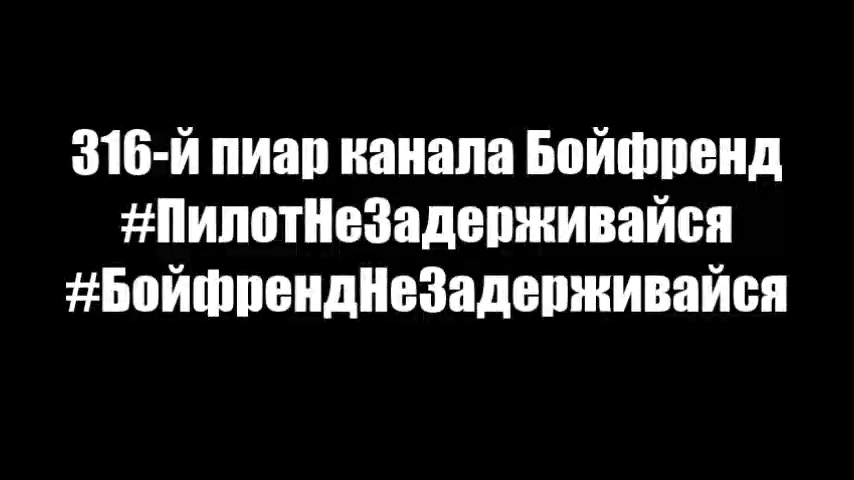 316-й пиар канала Бойфренд
#ПилотНеЗадерживайся
#БойфрендНеЗадерживайся